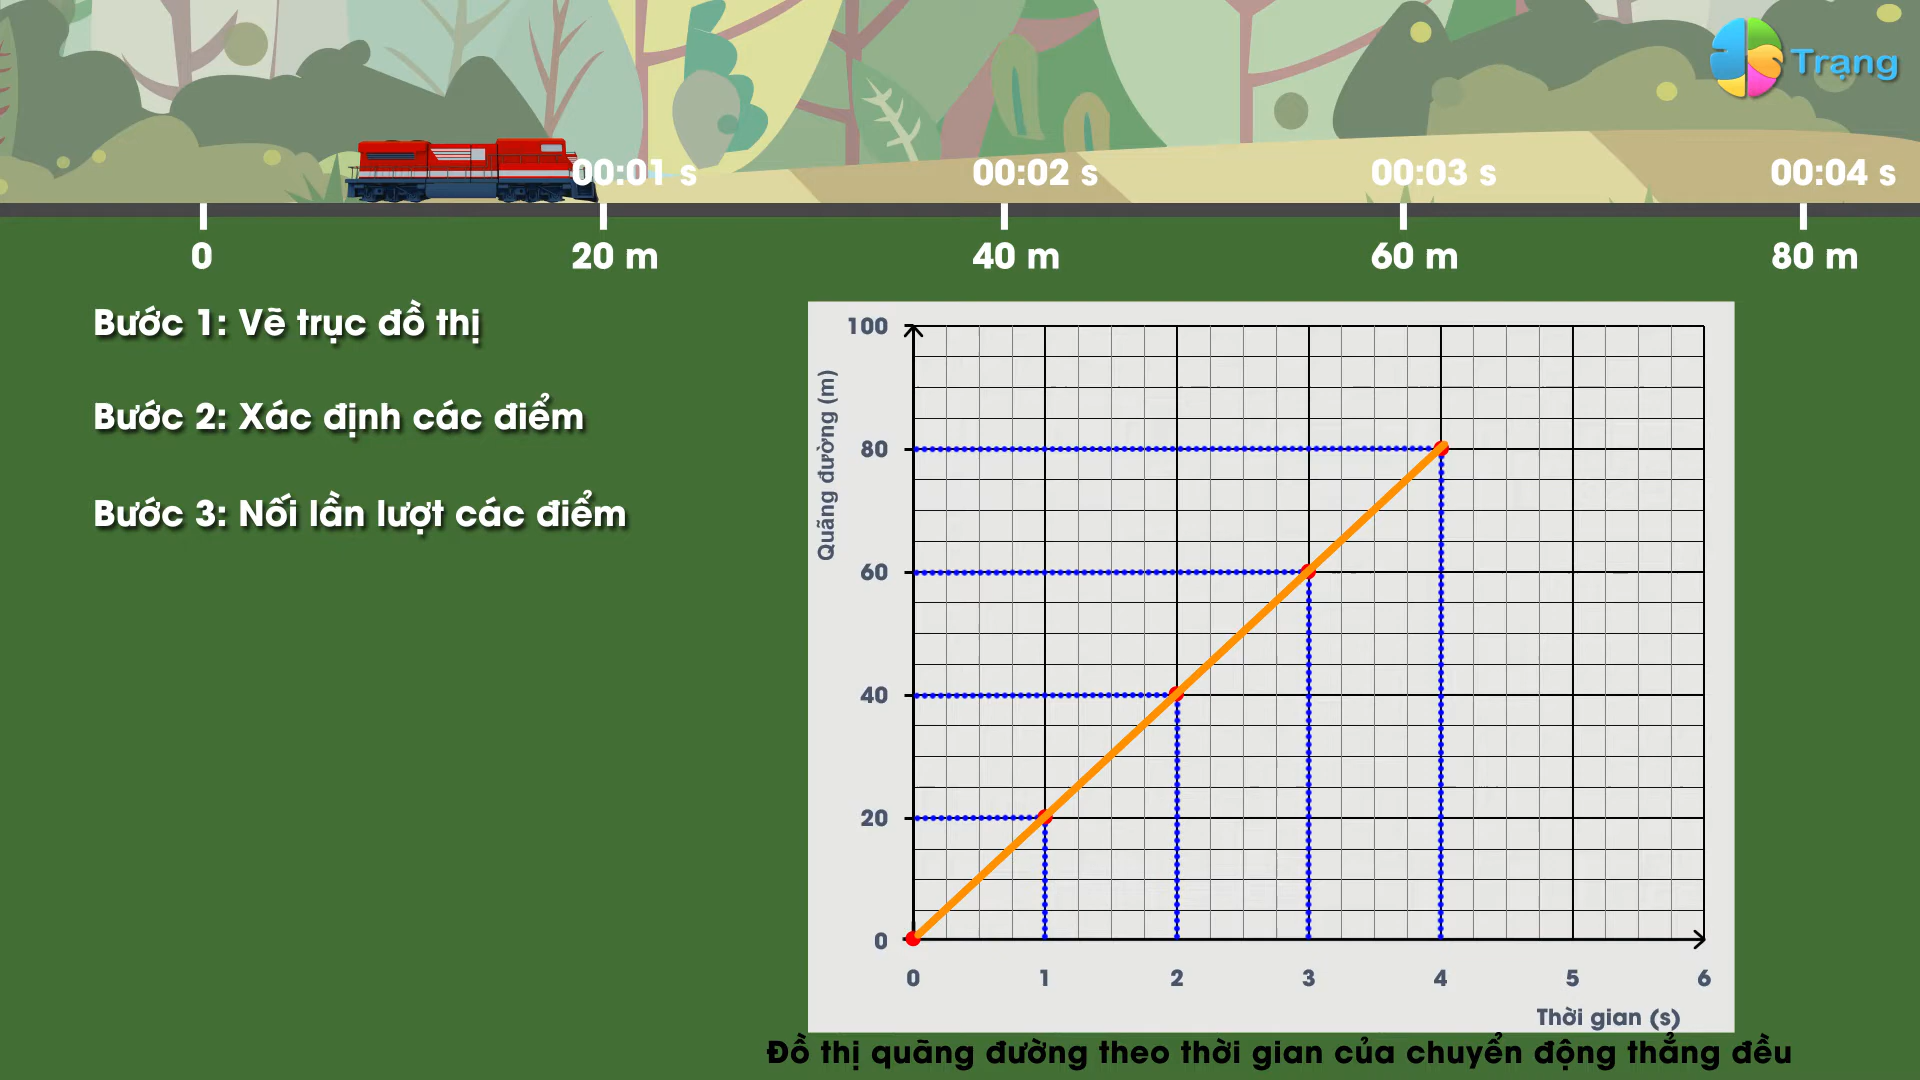 Trạng
00:01 s
00:02 s
00:03 s
00:04 s
0
20 m
40 m
60 m
80 m
Bước 1: Vẽ trục đồ thị
Bước 2: Xác định các điểm
Bước 3: Nối lần lượt các điểm
Quãng đường (m)
100
80
60
40
20
0
0 1 2 3 4 5 6
Thời gian (s)
Đồ thị quãng đường theo thời gian của chuyển động thẳng đều